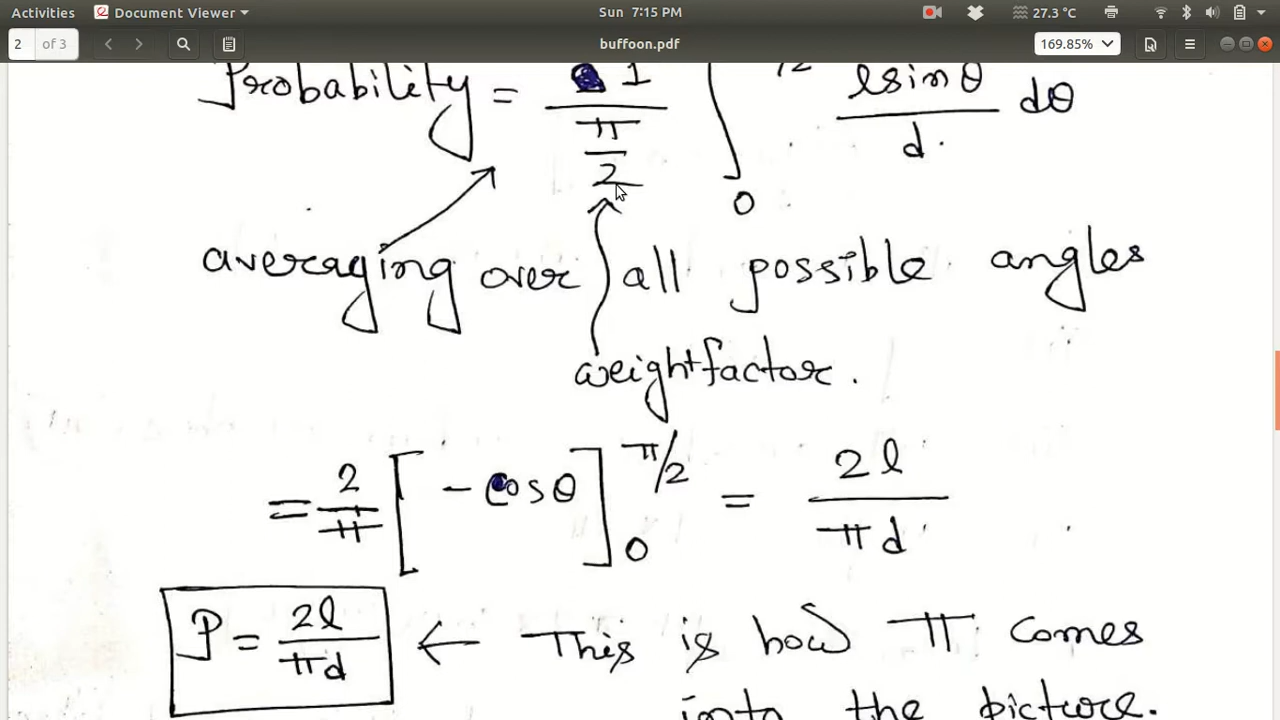 Activities Document Viewer Sun 7:15 PM 27.3 °C
2 of 3 buffoon.pdf 169.85%
Probability = 1/(π/2) ∫₀^π/2 lsinθ/d dθ
averaging over all possible angles
weightfactor.
= 2/π [-cosθ]₀^π/2 = 2l/πd
P = 2l/πd ← This is how π comes
into the picture.